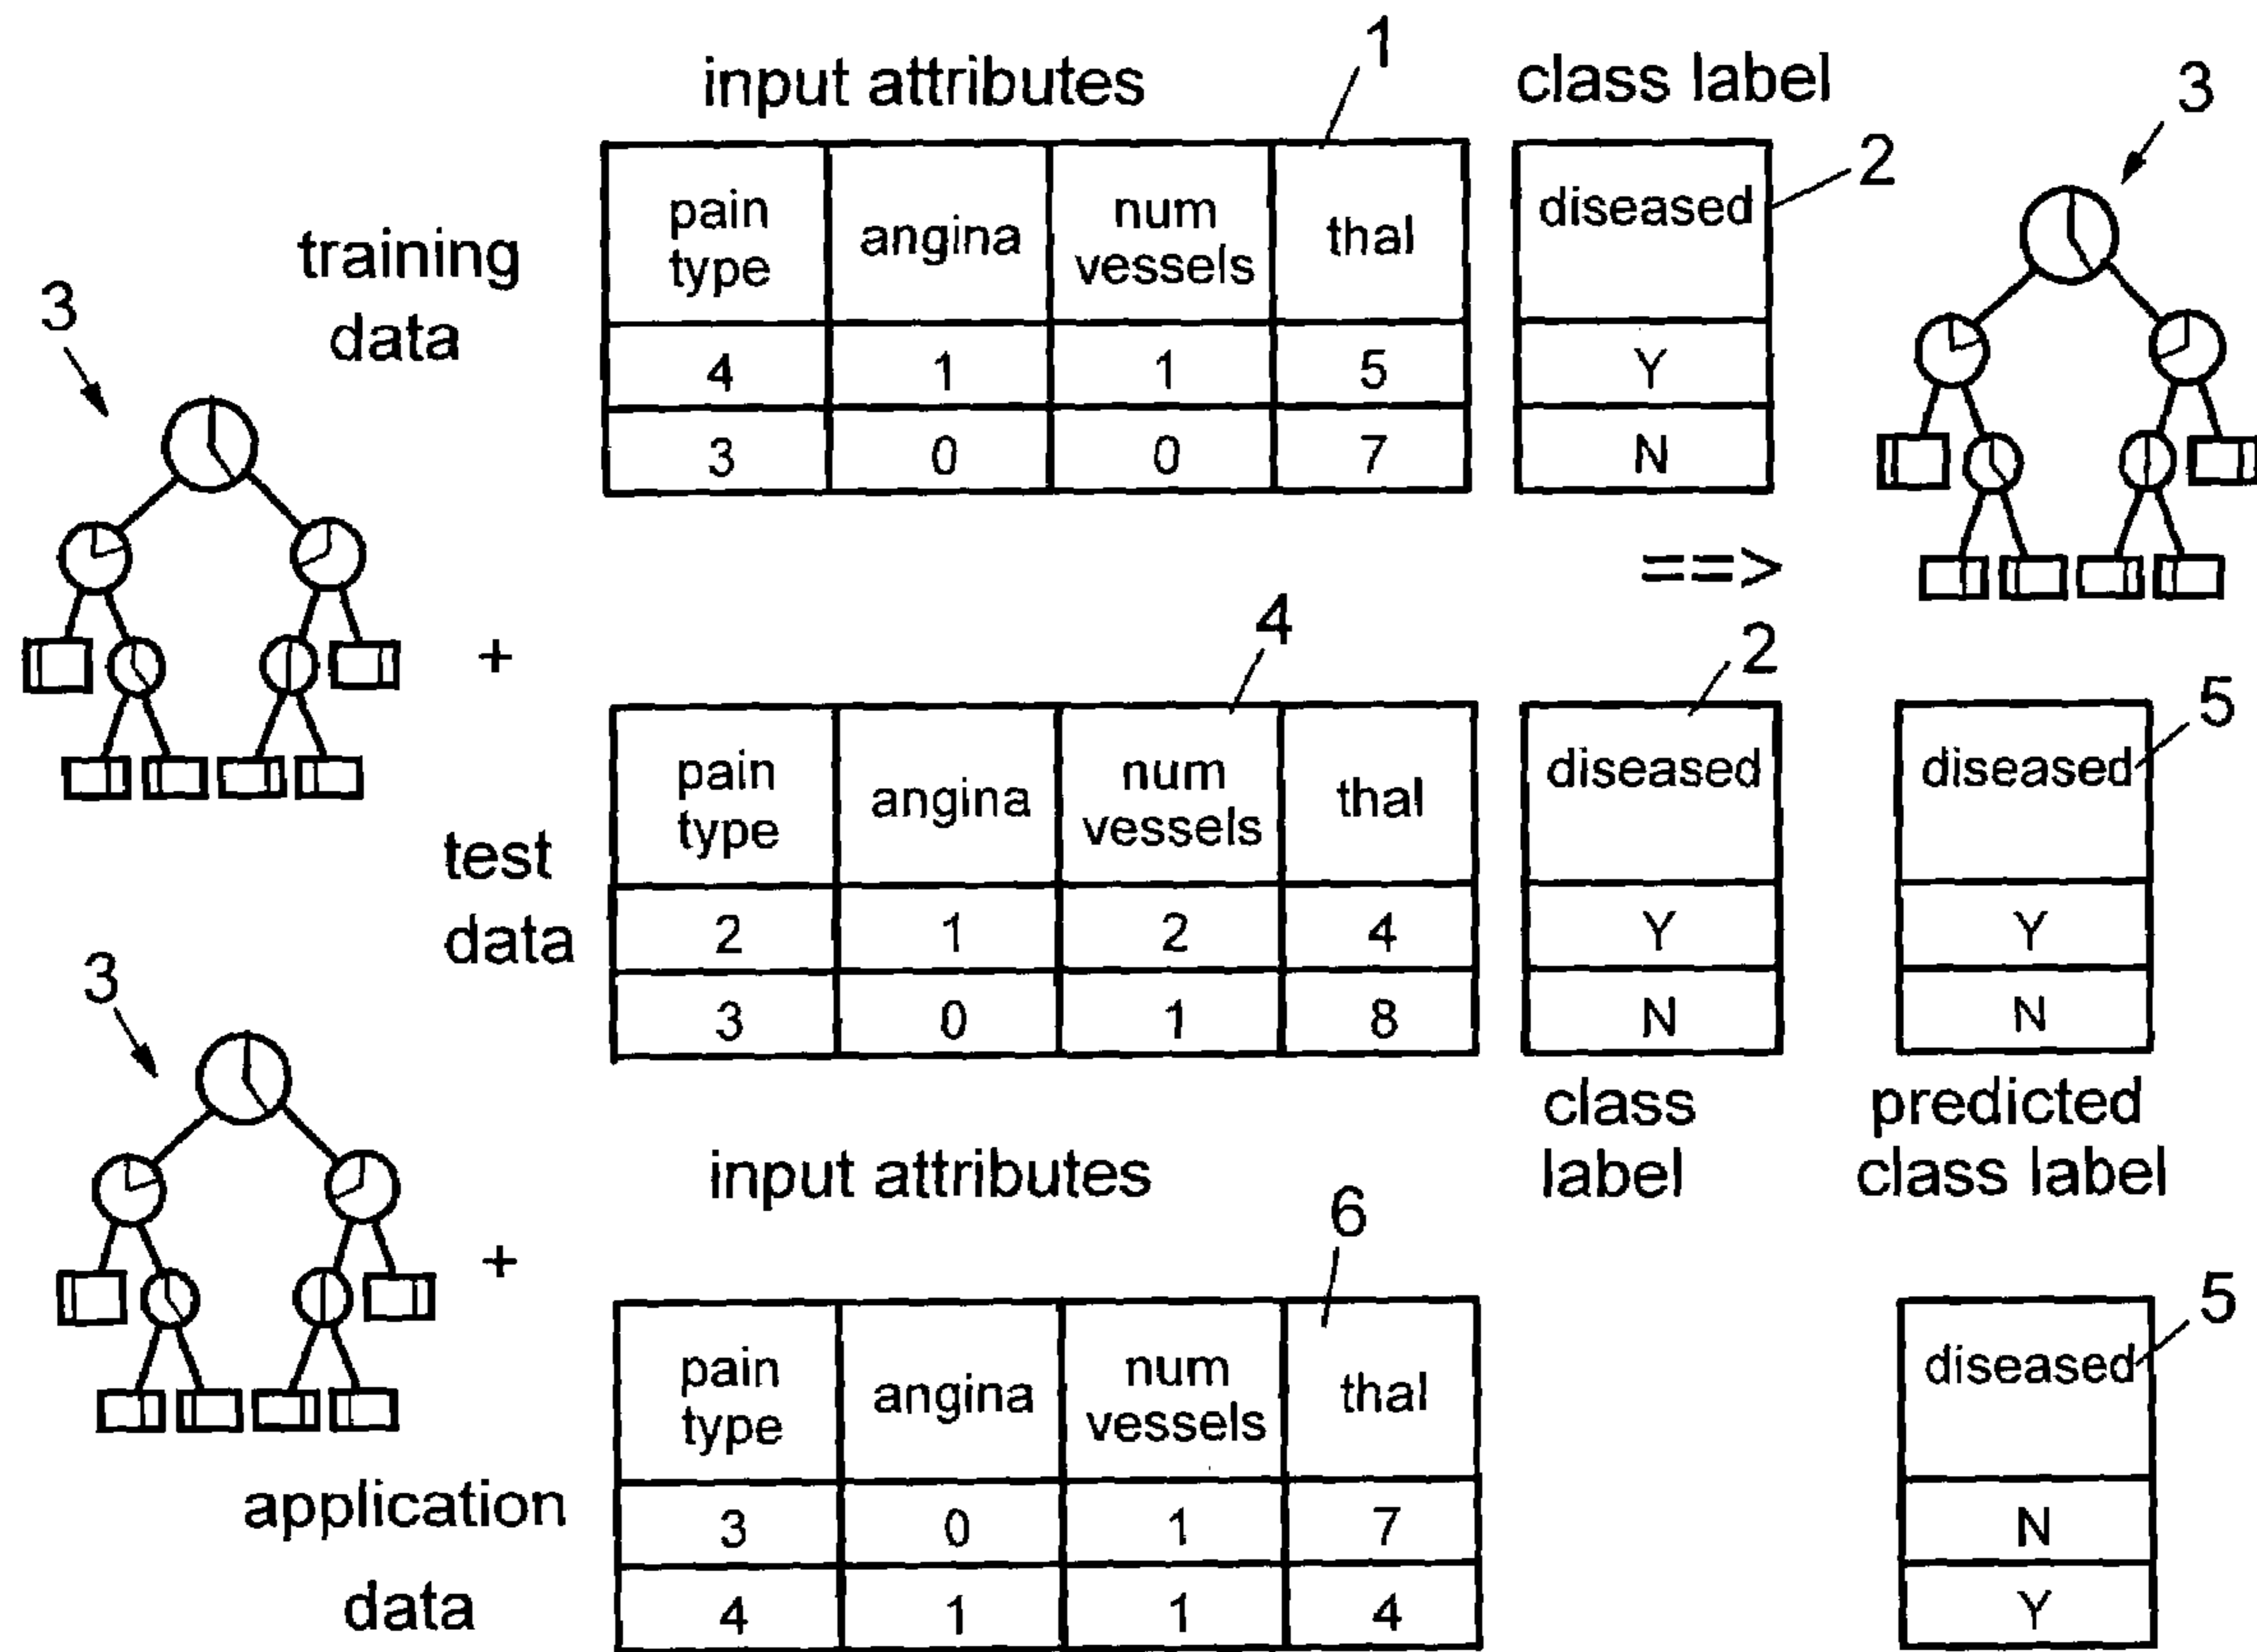 1
input attributes
class label
3
pain type angina num vessels thal
diseased
2
training
data
3
4 1 1 5 Y
3 0 0 7 N
==>
4
2
+
5
pain type angina num vessels thal
diseased
diseased
test
data
2 1 2 4 Y Y
3 0 1 8 N N
3
class
label
predicted
class label
input attributes
6
+
5
pain type angina num vessels thal
diseased
application
data
3 0 1 7 N
4 1 1 4 Y